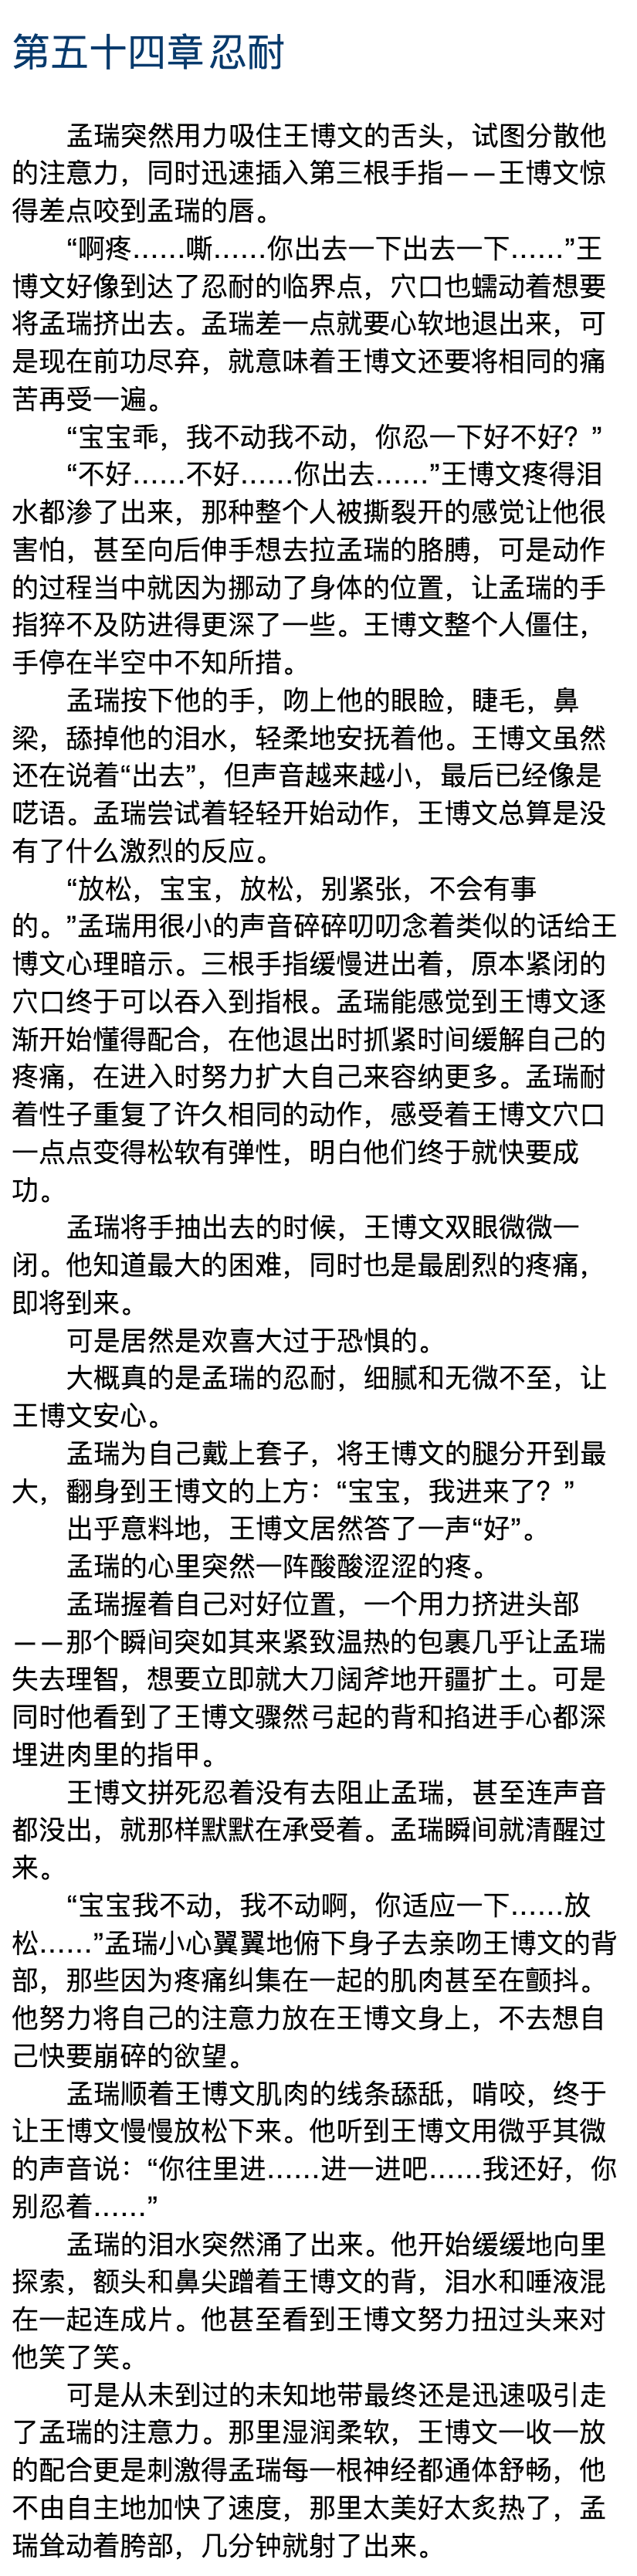 第五十四章 忍耐
孟瑞突然用力吸住王博文的舌头，试图分散他
的注意力，同时迅速插入第三根手指——王博文惊
得差点咬到孟瑞的唇。
“啊疼……嘶……你出去一下出去一下……”王
博文好像到达了忍耐的临界点，穴口也蠕动着想要
将孟瑞挤出去。孟瑞差一点就要心软地退出来，可
是现在前功尽弃，就意味着王博文还要将相同的痛
苦再受一遍。
“宝宝乖，我不动我不动，你忍一下好不好？”
“不好……不好……你出去……”王博文疼得泪
水都渗了出来，那种整个人被撕裂开的感觉让他很
害怕，甚至向后伸手想去拉孟瑞的胳膊，可是动作
的过程当中就因为挪动了身体的位置，让孟瑞的手
指猝不及防进得更深了一些。王博文整个人僵住，
手停在半空中不知所措。
孟瑞按下他的手，吻上他的眼睑，睫毛，鼻
梁，舔掉他的泪水，轻柔地安抚着他。王博文虽然
还在说着“出去”，但声音越来越小，最后已经像是
呓语。孟瑞尝试着轻轻开始动作，王博文总算是没
有了什么激烈的反应。
“放松，宝宝，放松，别紧张，不会有事
的。”孟瑞用很小的声音碎碎叨叨念着类似的话给王
博文心理暗示。三根手指缓慢进出着，原本紧闭的
穴口终于可以吞入到指根。孟瑞能感觉到王博文逐
渐开始懂得配合，在他退出时抓紧时间缓解自己的
疼痛，在进入时努力扩大自己来容纳更多。孟瑞耐
着性子重复了许久相同的动作，感受着王博文穴口
一点点变得松软有弹性，明白他们终于就快要成
功。
孟瑞将手抽出去的时候，王博文双眼微微一
闭。他知道最大的困难，同时也是最剧烈的疼痛，
即将到来。
可是居然是欢喜大过于恐惧的。
大概真的是孟瑞的忍耐，细腻和无微不至，让
王博文安心。
孟瑞为自己戴上套子，将王博文的腿分开到最
大，翻身到王博文的上方：“宝宝，我进来了？”
出乎意料地，王博文居然答了一声“好”。
孟瑞的心里突然一阵酸酸涩涩的疼。
孟瑞握着自己对好位置，一个用力挤进头部
——那个瞬间突如其来紧致温热的包裹几乎让孟瑞
失去理智，想要立即就大刀阔斧地开疆扩土。可是
同时他看到了王博文骤然弓起的背和掐进手心都深
埋进肉里的指甲。
王博文拼死忍着没有去阻止孟瑞，甚至连声音
都没出，就那样默默在承受着。孟瑞瞬间就清醒过
来。
“宝宝我不动，我不动啊，你适应一下……放
松……”孟瑞小心翼翼地俯下身子去亲吻王博文的背
部，那些因为疼痛纠集在一起的肌肉甚至在颤抖。
他努力将自己的注意力放在王博文身上，不去想自
己快要崩碎的欲望。
孟瑞顺着王博文肌肉的线条舔舐，啃咬，终于
让王博文慢慢放松下来。他听到王博文用微乎其微
的声音说：“你往里进……进一进吧……我还好，你
别忍着……”
孟瑞的泪水突然涌了出来。他开始缓缓地向里
探索，额头和鼻尖蹭着王博文的背，泪水和唾液混
在一起连成片。他甚至看到王博文努力扭过头来对
他笑了笑。
可是从未到过的未知地带最终还是迅速吸引走
了孟瑞的注意力。那里湿润柔软，王博文一收一放
的配合更是刺激得孟瑞每一根神经都通体舒畅，他
不由自主地加快了速度，那里太美好太炙热了，孟
瑞耸动着胯部，几分钟就射了出来。